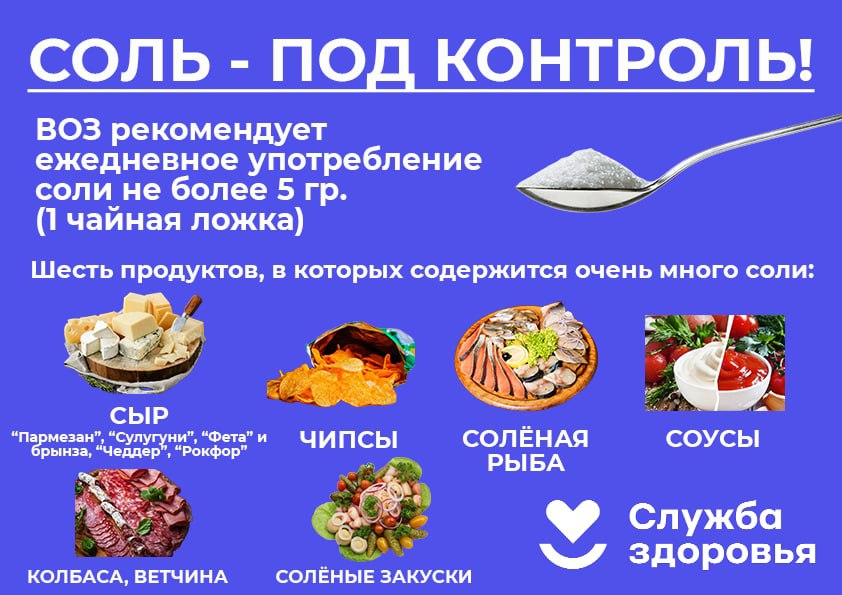 СОЛЬ - ПОД КОНТРОЛЬ!
ВОЗ рекомендует
ежедневное употребление
соли не более 5 гр.
(1 чайная ложка)
Шесть продуктов, в которых содержится очень много соли:
СЫР
“Пармезан”, “Сулугуни”, “Фета” и
брынза, “Чеддер”, “Рокфор”
ЧИПСЫ
СОЛЁНАЯ
РЫБА
СОУСЫ
КОЛБАСА, ВЕТЧИНА
СОЛЁНЫЕ ЗАКУСКИ
Служба
здоровья